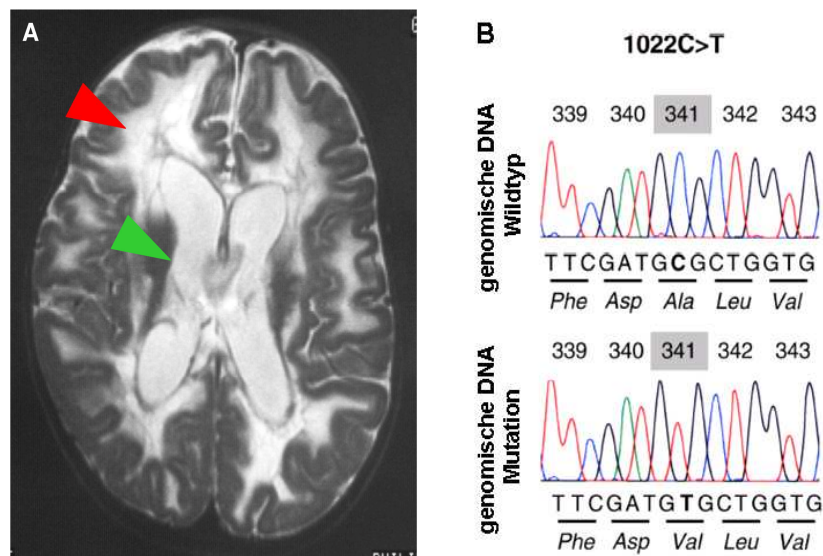 A
B
1022C>T
genomische DNA
Wildtyp
339 340 341 342 343
TTCGATGCGCTGGTG
Phe Asp Ala Leu Val
genomische DNA
Mutation
339 340 341 342 343
TTCGATGTGCTGGTG
Phe Asp Val Leu Val